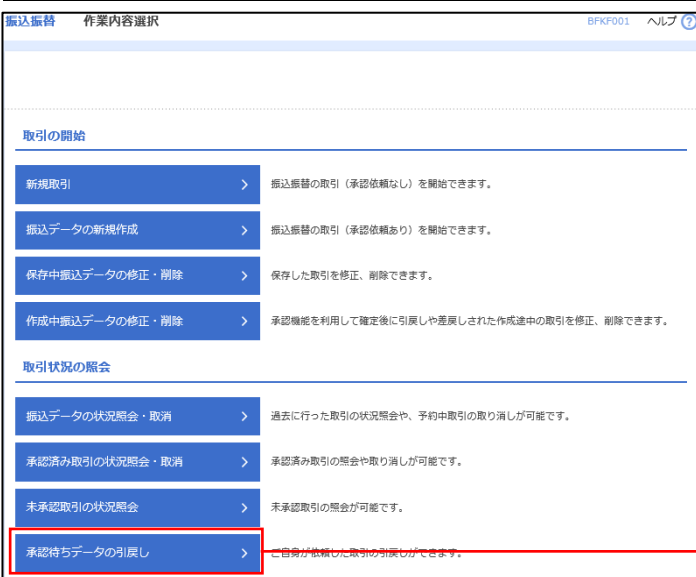 振込振替 作業内容選択 BFKF001 ヘルプ ?
取引の開始
新規取引 振込振替の取引（承認依頼なし）を開始できます。
振込データの新規作成 振込振替の取引（承認依頼あり）を開始できます。
保存中振込データの修正・削除 保存した取引を修正、削除できます。
作成中振込データの修正・削除 承認機能を利用して確定後に引戻しや差戻しされた作成途中の取引を修正、削除できます。
取引状況の照会
振込データの状況照会・取消 過去に行った取引の状況照会や、予約中取引の取り消しが可能です。
承認済み取引の状況照会・取消 承認済み取引の照会や取り消しが可能です。
未承認取引の状況照会 未承認取引の照会が可能です。
承認待ちデータの引戻し ご自身が依頼した取引の引戻しができます。